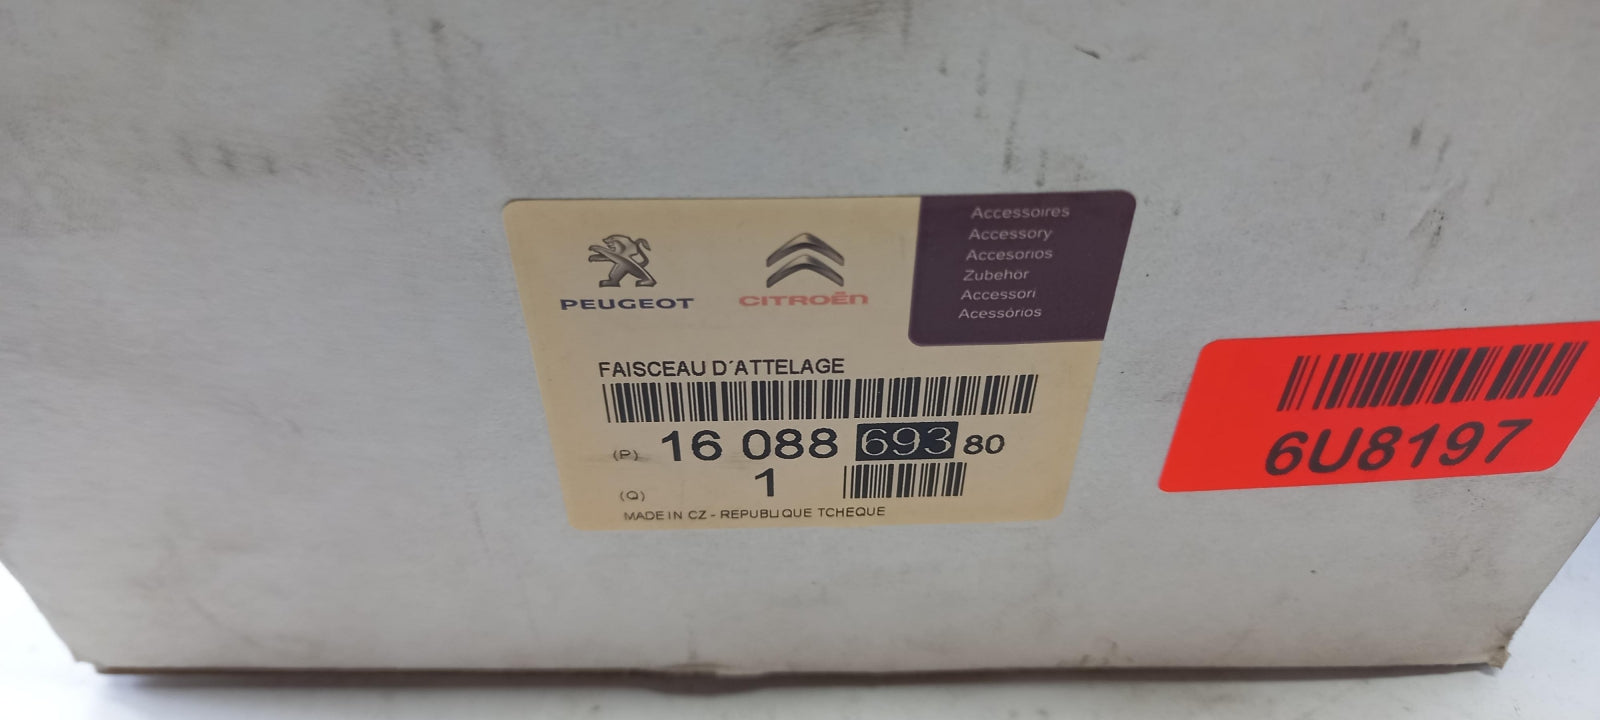 PEUGEOT
CITROËN
Accessoires
Accessory
Accesorios
Zubehör
Accessori
Acessórios
FAISCEAU D'ATTELAGE
(P) 16 088 693 80
(Q) 1
MADE IN CZ - REPUBLIQUE TCHEQUE
6U8197